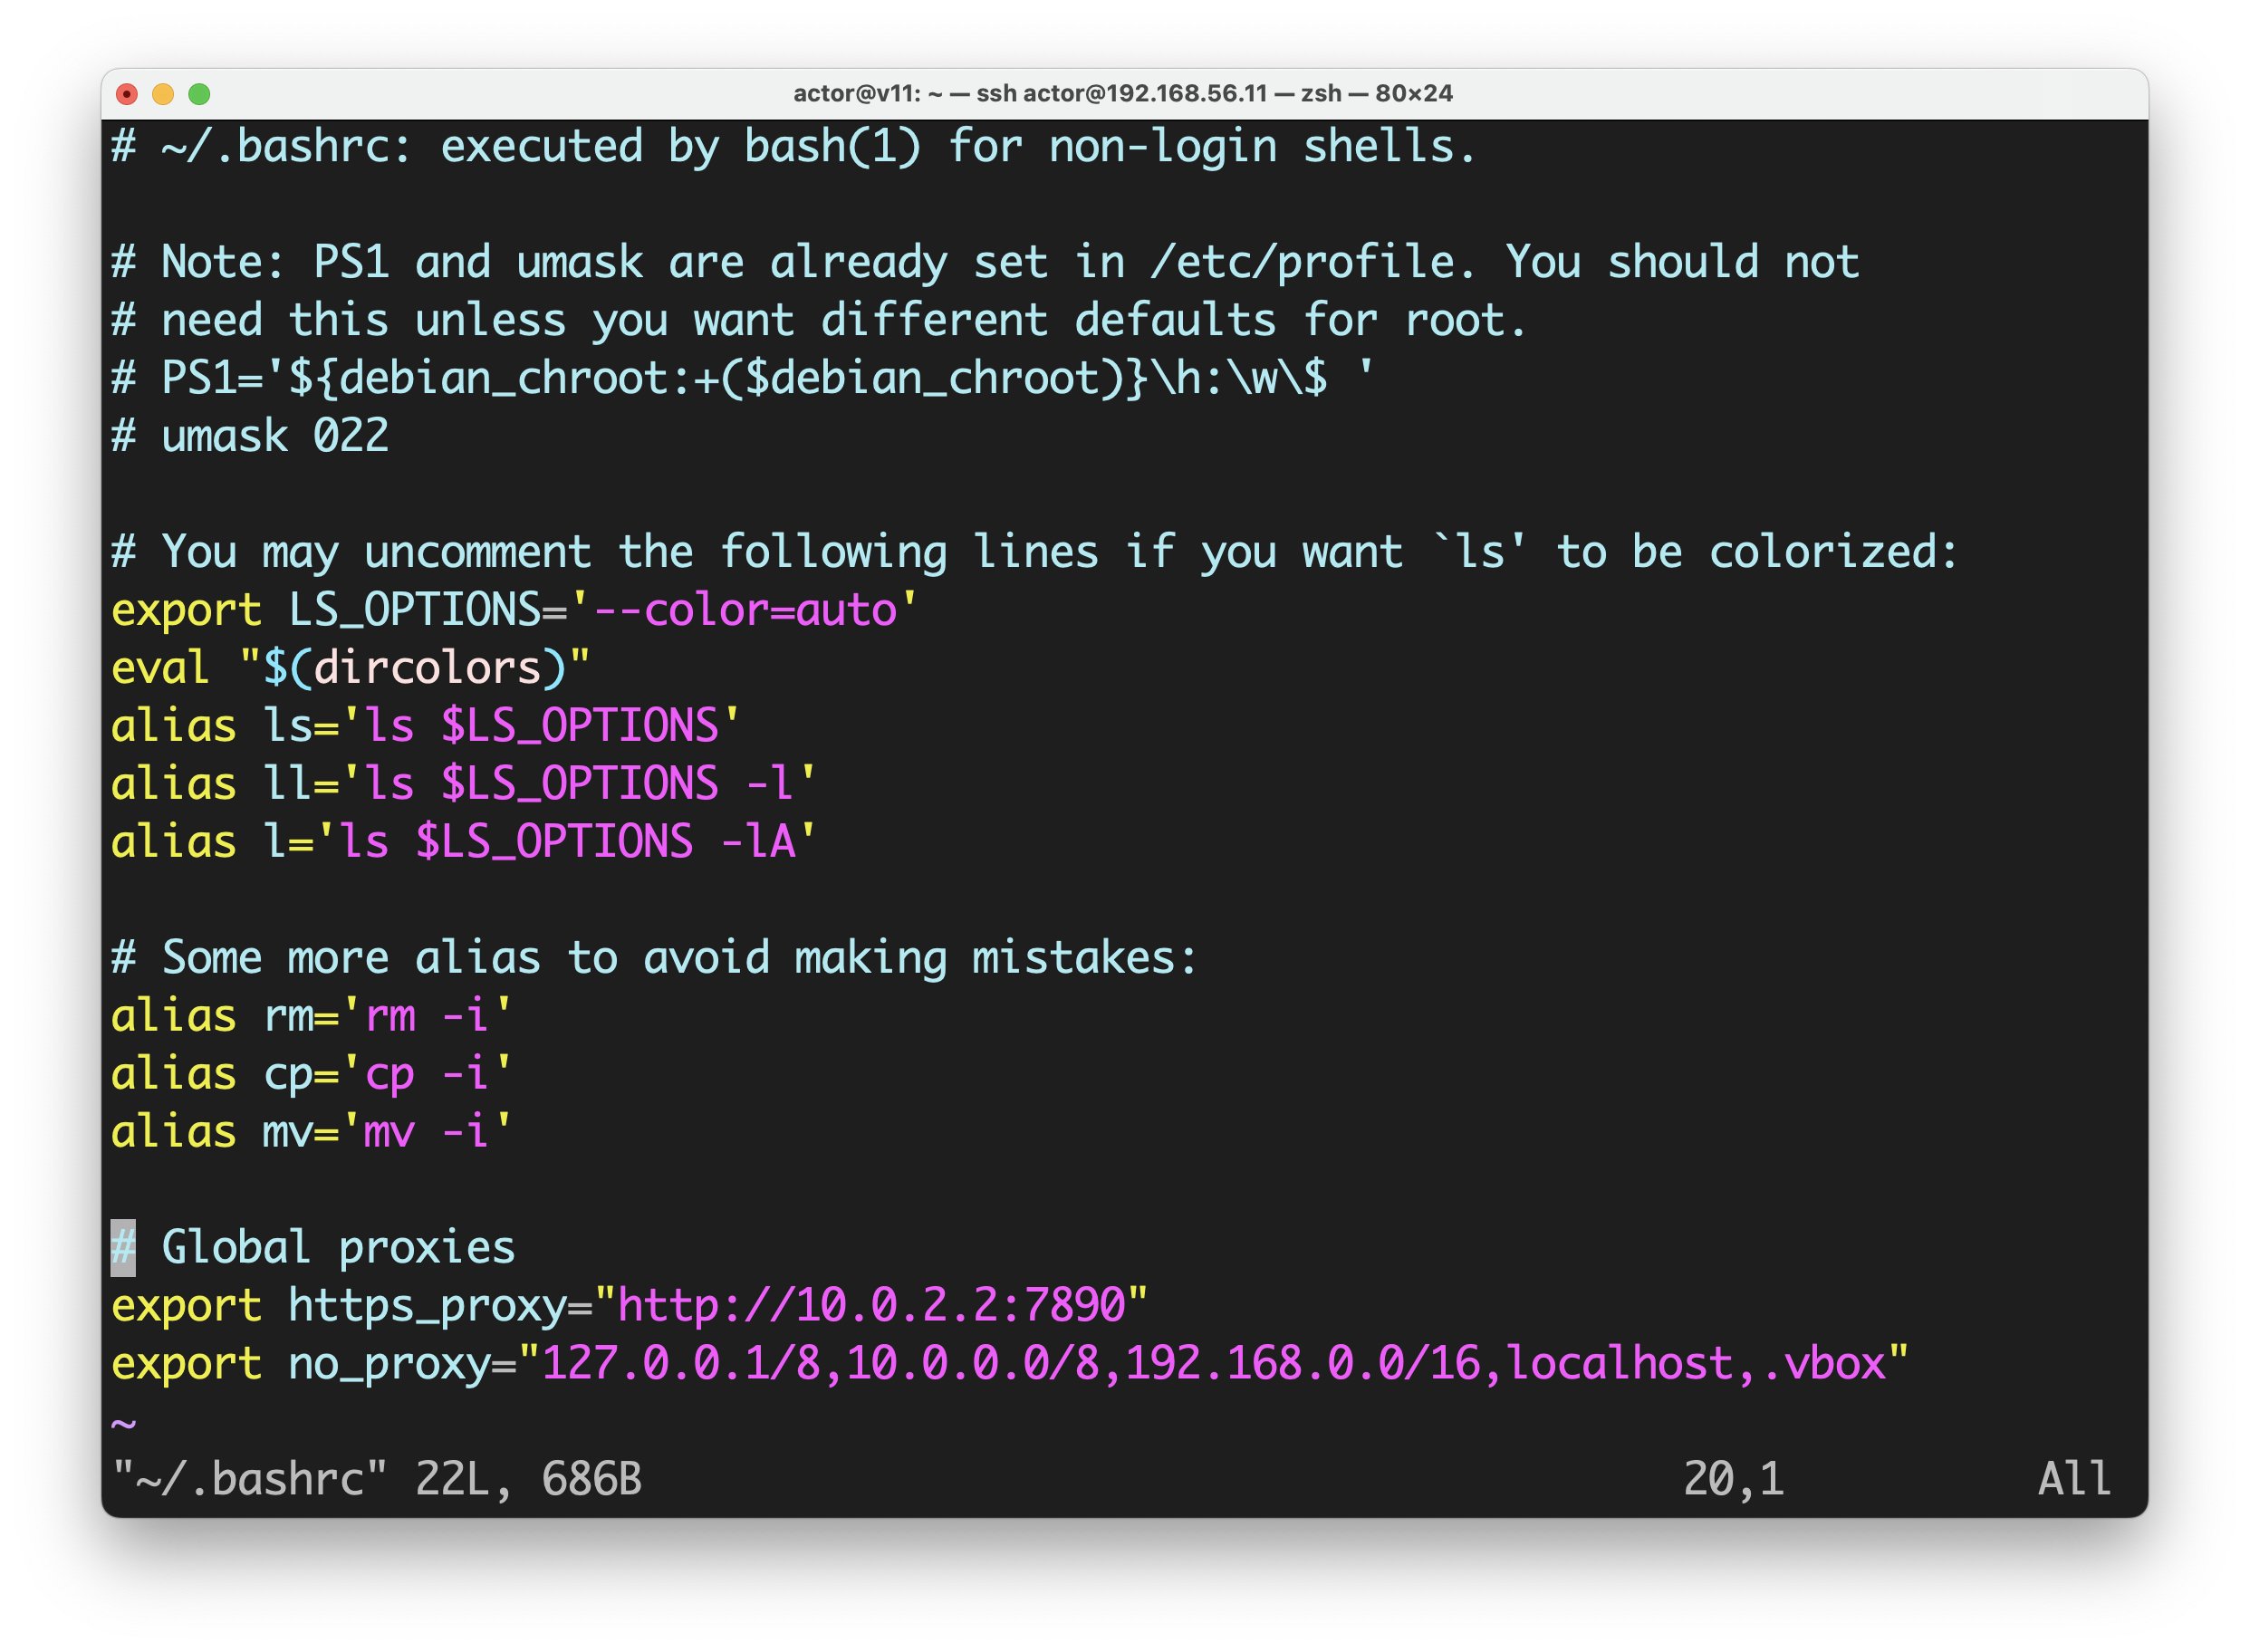 actor@v11: ~ — ssh actor@192.168.56.11 — zsh — 80×24
# ~/.bashrc: executed by bash(1) for non-login shells.
# Note: PS1 and umask are already set in /etc/profile. You should not
# need this unless you want different defaults for root.
# PS1='${debian_chroot:+($debian_chroot)}\h:\w\$ '
# umask 022
# You may uncomment the following lines if you want `ls' to be colorized:
export LS_OPTIONS='--color=auto'
eval "$(dircolors)"
alias ls='ls $LS_OPTIONS'
alias ll='ls $LS_OPTIONS -l'
alias l='ls $LS_OPTIONS -lA'
# Some more alias to avoid making mistakes:
alias rm='rm -i'
alias cp='cp -i'
alias mv='mv -i'
# Global proxies
export https_proxy="http://10.0.2.2:7890"
export no_proxy="127.0.0.1/8,10.0.0.0/8,192.168.0.0/16,localhost,.vbox"
~
"~/.bashrc" 22L, 686B 20,1 All